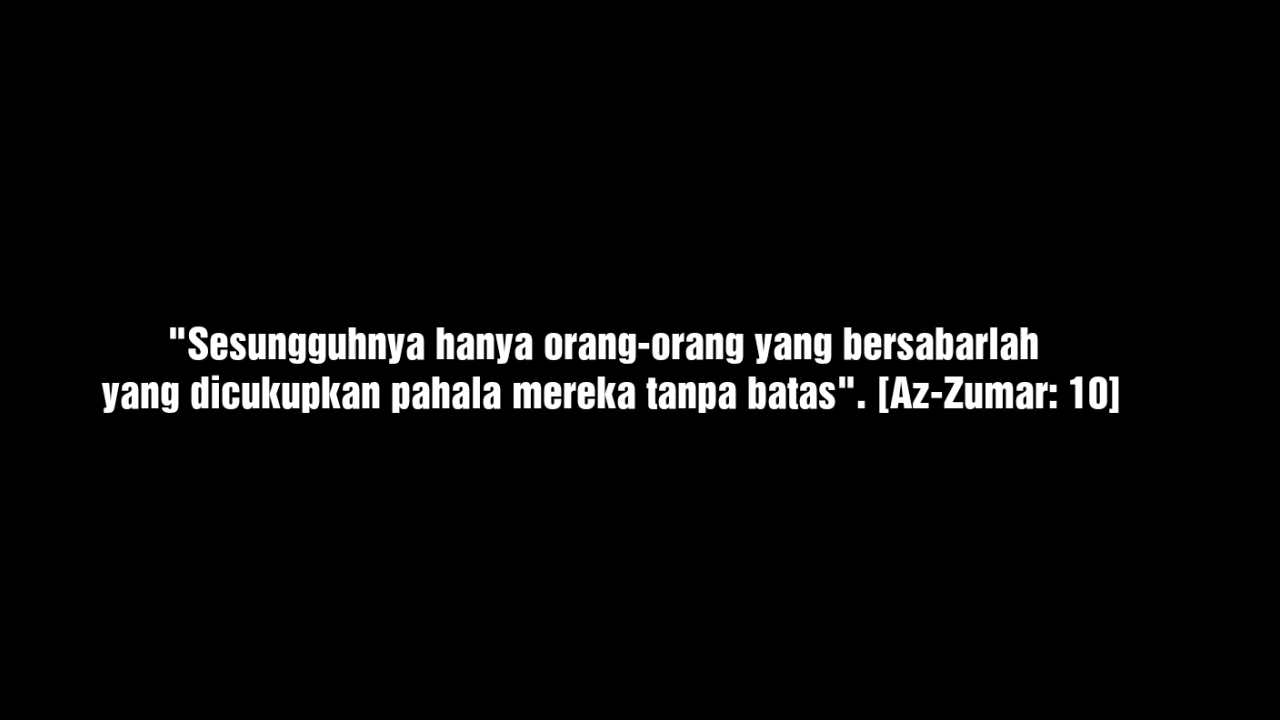 "Sesungguhnya hanya orang-orang yang bersabarlah
yang dicukupkan pahala mereka tanpa batas". [Az-Zumar: 10]